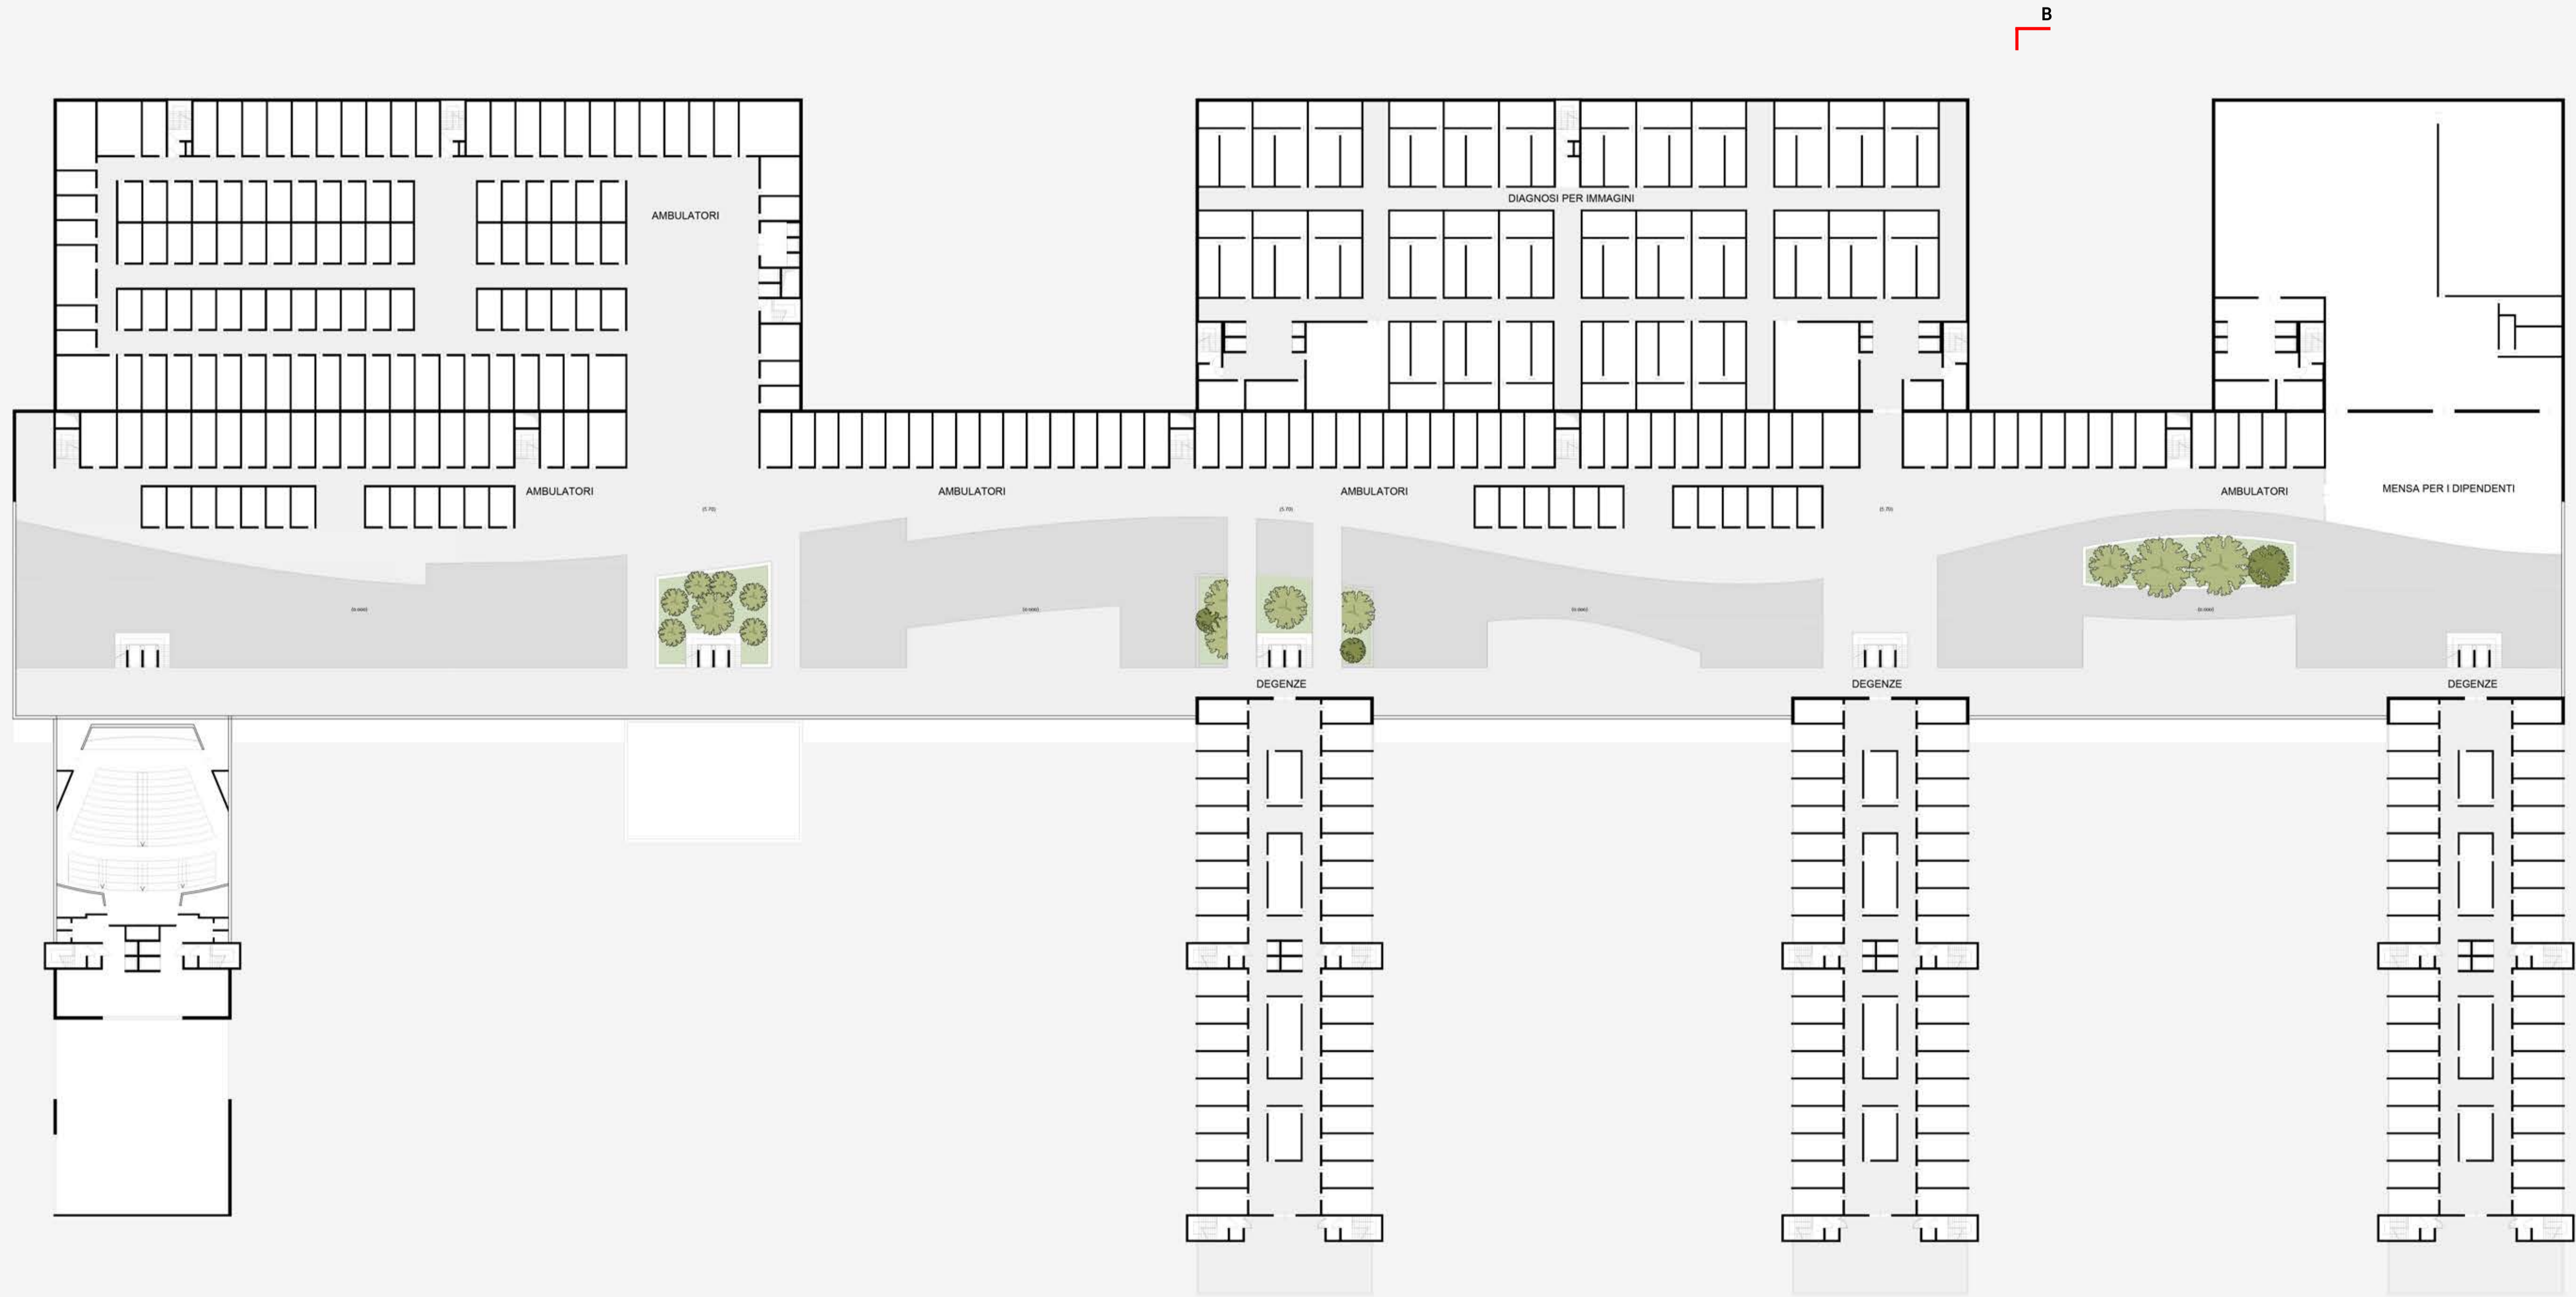 B
AMBULATORI
DIAGNOSI PER IMMAGINI
AMBULATORI
AMBULATORI
AMBULATORI
AMBULATORI
MENSA PER I DIPENDENTI
DEGENZE
DEGENZE
DEGENZE